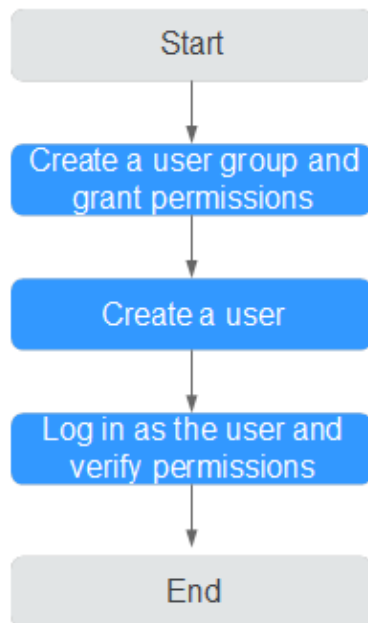 Start
Create a user group and
grant permissions
Create a user
Log in as the user and
verify permissions
End